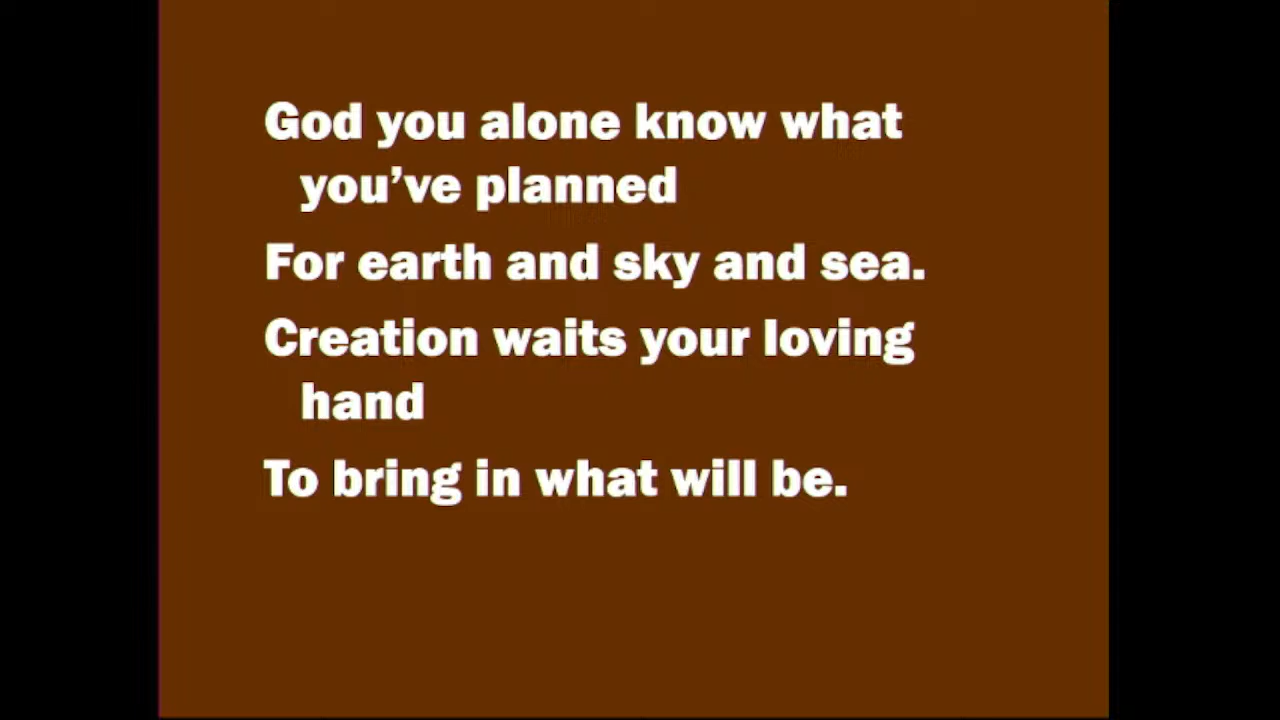 God you alone know what
you’ve planned
For earth and sky and sea.
Creation waits your loving
hand
To bring in what will be.